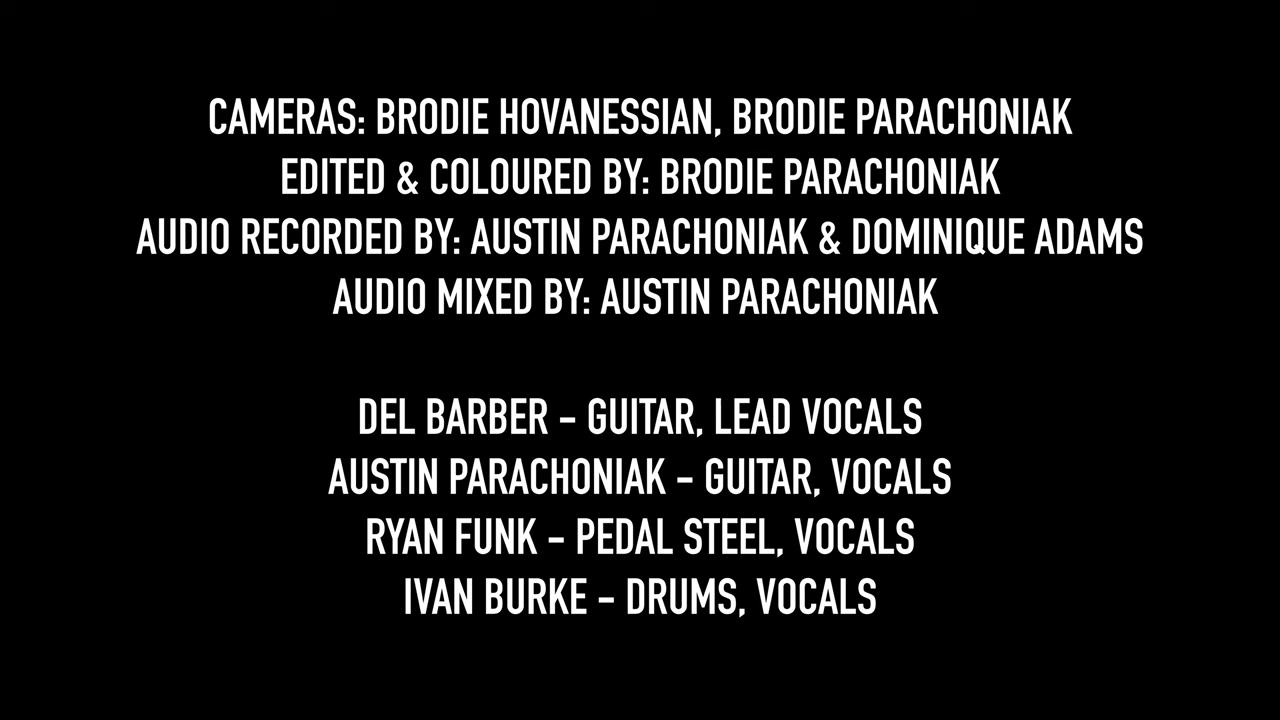 CAMERAS: BRODIE HOVANESSIAN, BRODIE PARACHONIAK
EDITED & COLOURED BY: BRODIE PARACHONIAK
AUDIO RECORDED BY: AUSTIN PARACHONIAK & DOMINIQUE ADAMS
AUDIO MIXED BY: AUSTIN PARACHONIAK
DEL BARBER - GUITAR, LEAD VOCALS
AUSTIN PARACHONIAK - GUITAR, VOCALS
RYAN FUNK - PEDAL STEEL, VOCALS
IVAN BURKE - DRUMS, VOCALS